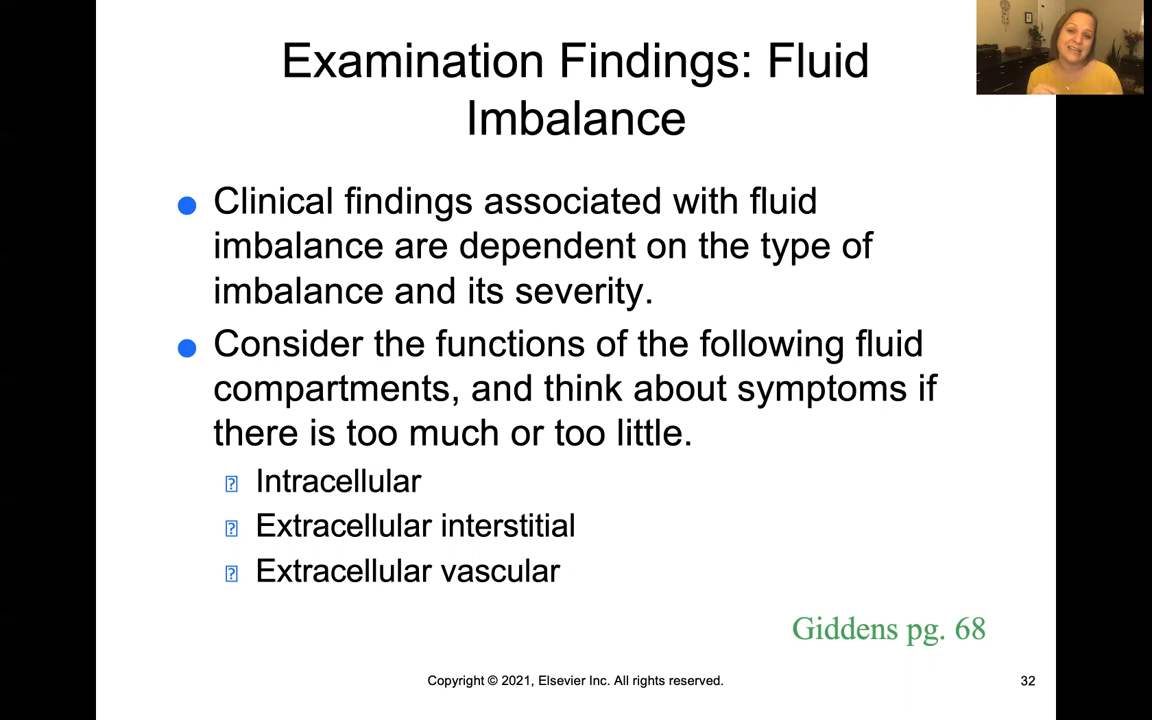 Examination Findings: Fluid
Imbalance
Clinical findings associated with fluid
imbalance are dependent on the type of
imbalance and its severity.
Consider the functions of the following fluid
compartments, and think about symptoms if
there is too much or too little.
Intracellular
Extracellular interstitial
Extracellular vascular
Giddens pg. 68
Copyright © 2021, Elsevier Inc. All rights reserved.
32